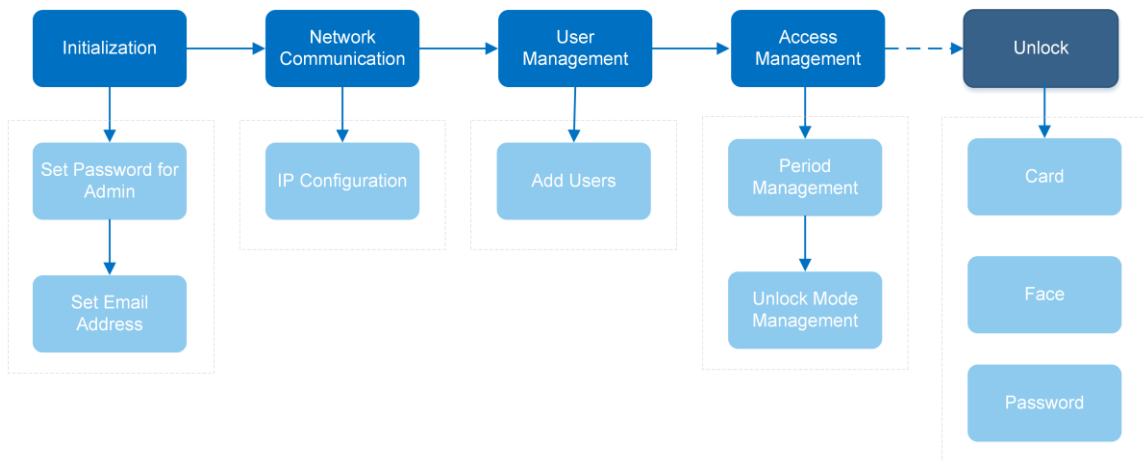 Initialization
Network
Communication
User
Management
Access
Management
Unlock
Set Password for
Admin
IP Configuration
Add Users
Period
Management
Card
Set Email
Address
Unlock Mode
Management
Face
Password